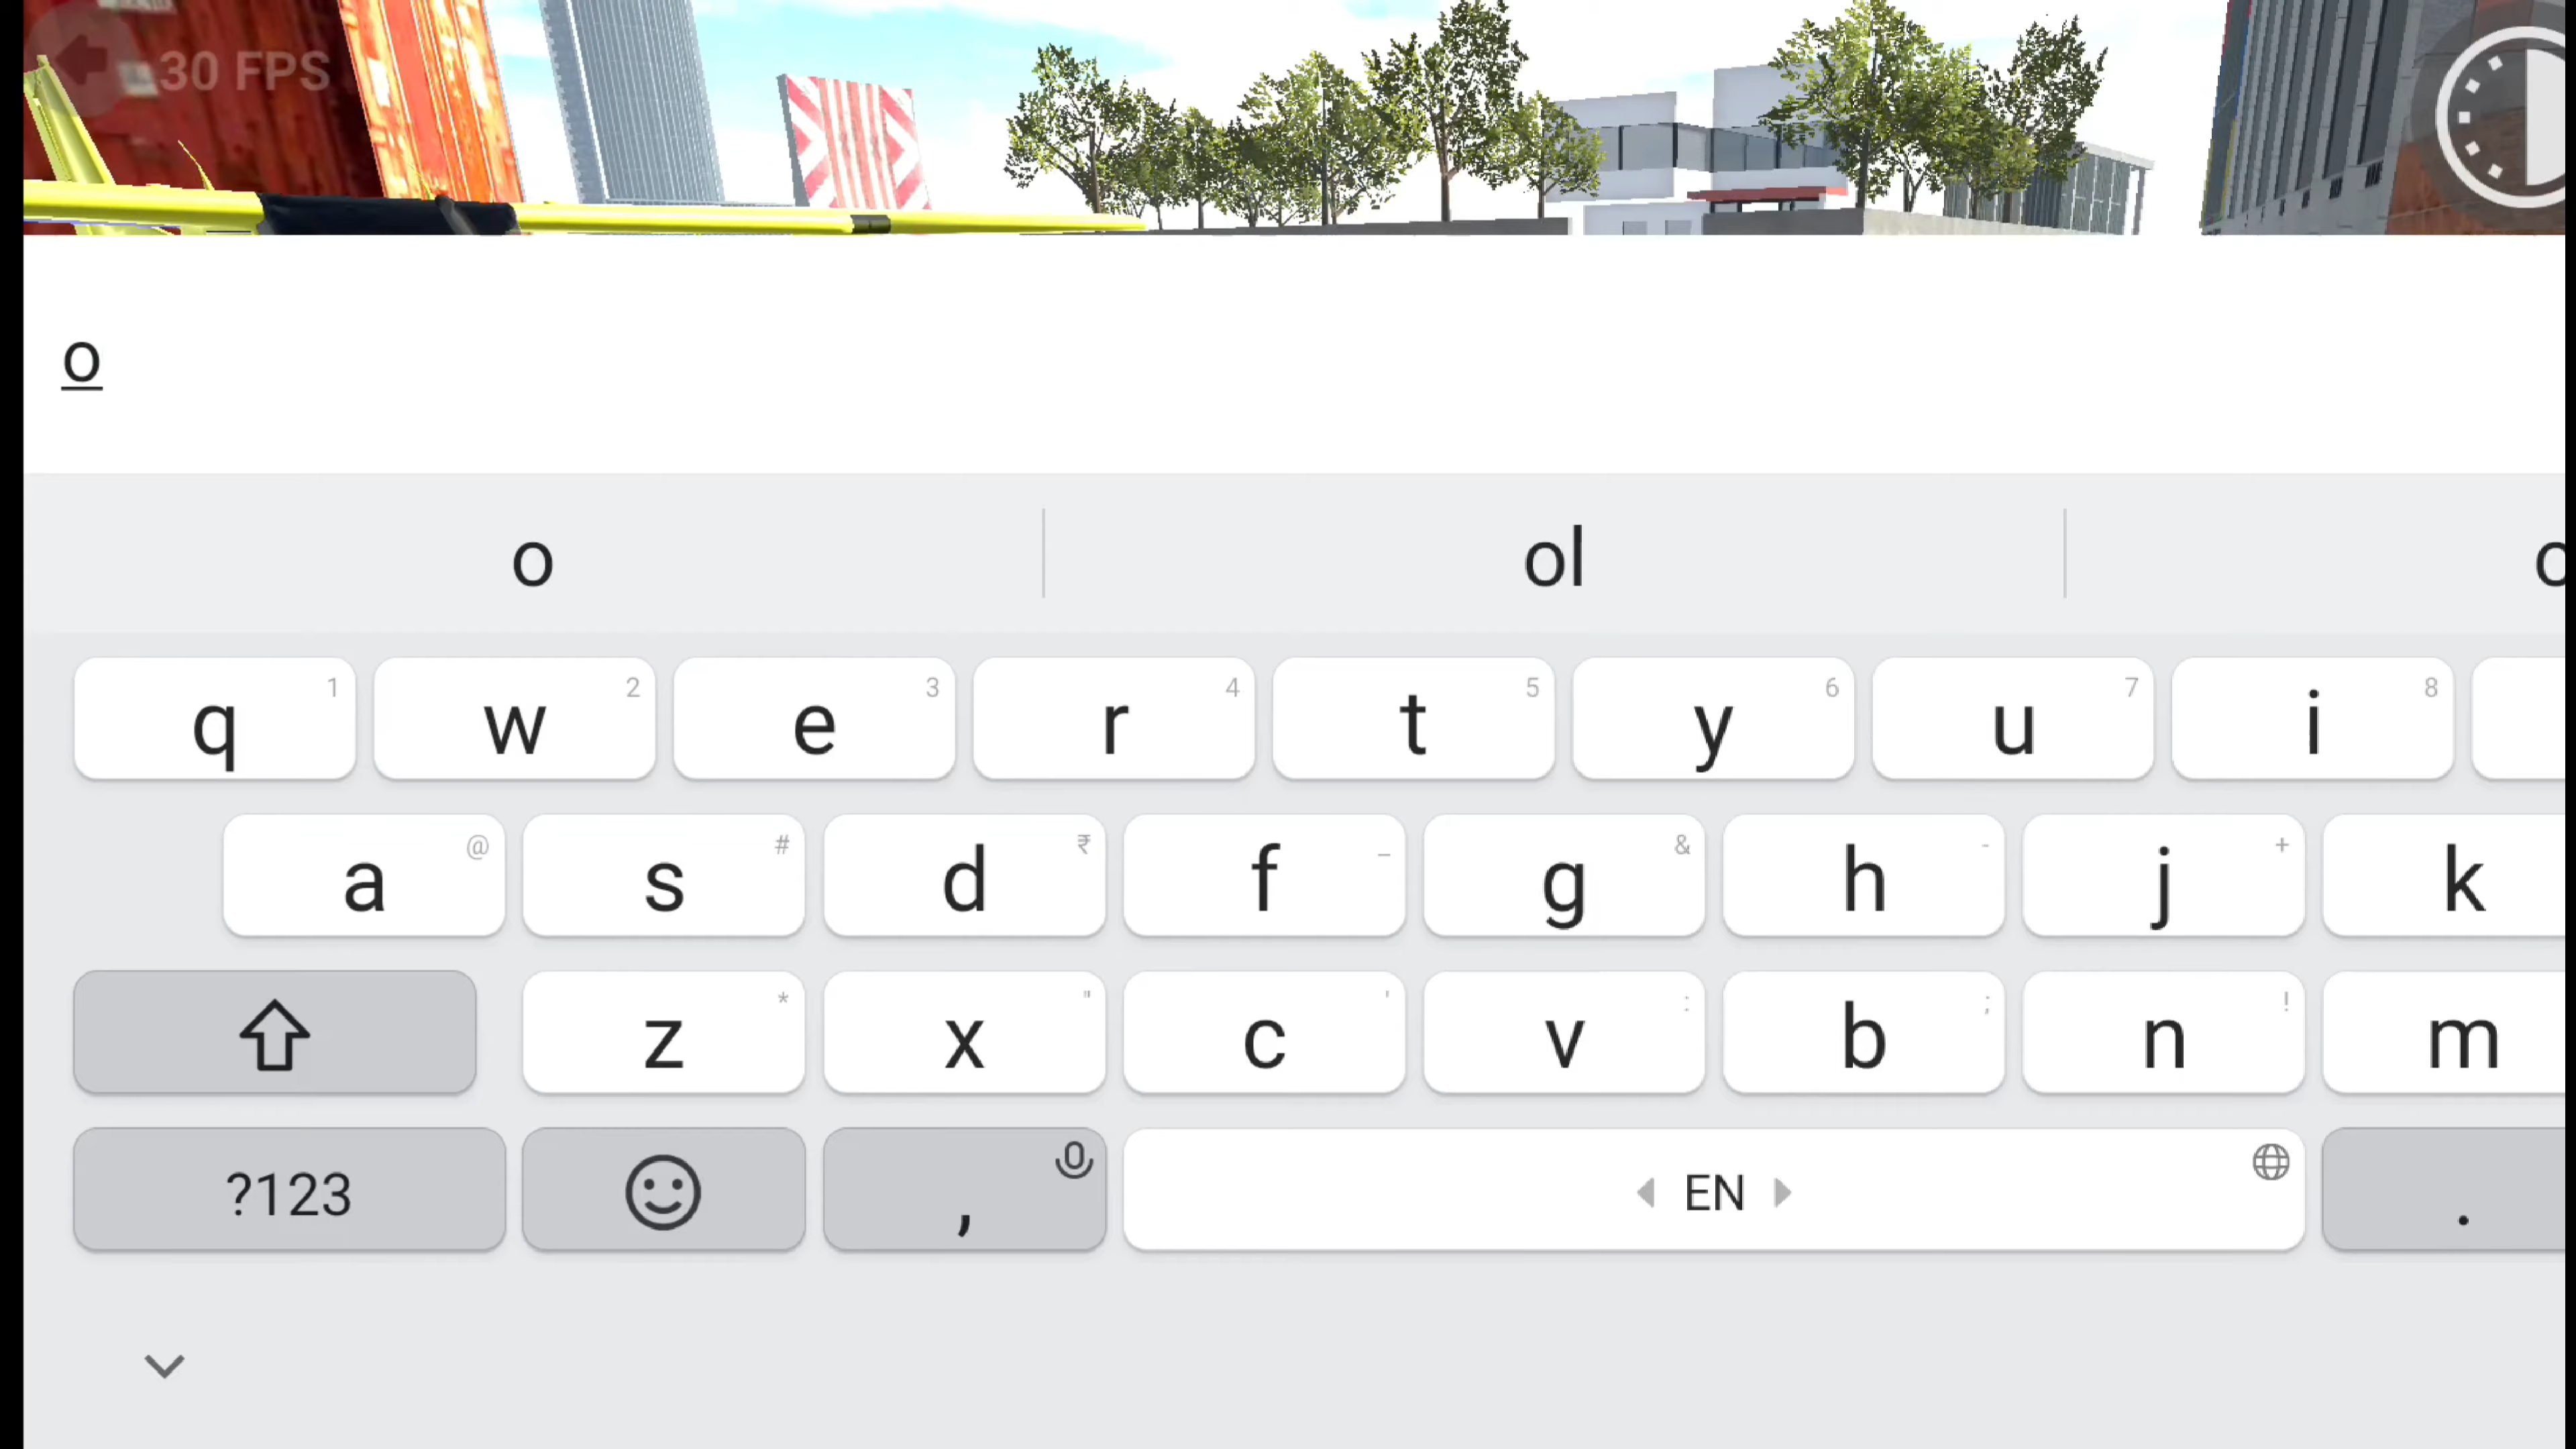 30 FPS
o
o ol
q 1 w 2 e 3 r 4 t 5 y 6 u 7 i 8
a @ s # d ₹ f _ g & h - j + k
z * x " c ' v : b ; n ! m
?123 , EN .